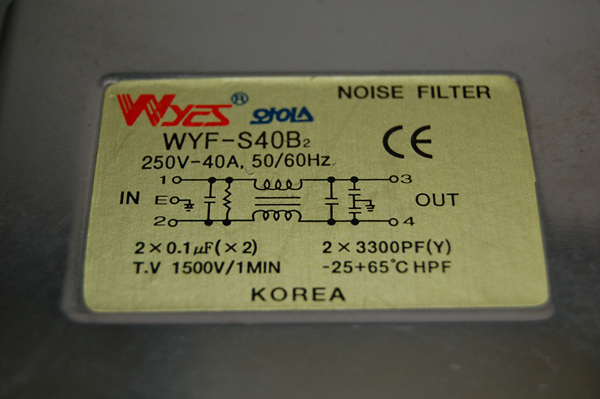 WYES® 와이스
NOISE FILTER
WYF-S40B2
CE
250V-40A, 50/60Hz
1 3
IN E OUT
2 4
2×0.1µF(×2) 2×3300PF(Y)
T.V 1500V/1MIN -25+65°C HPF
KOREA